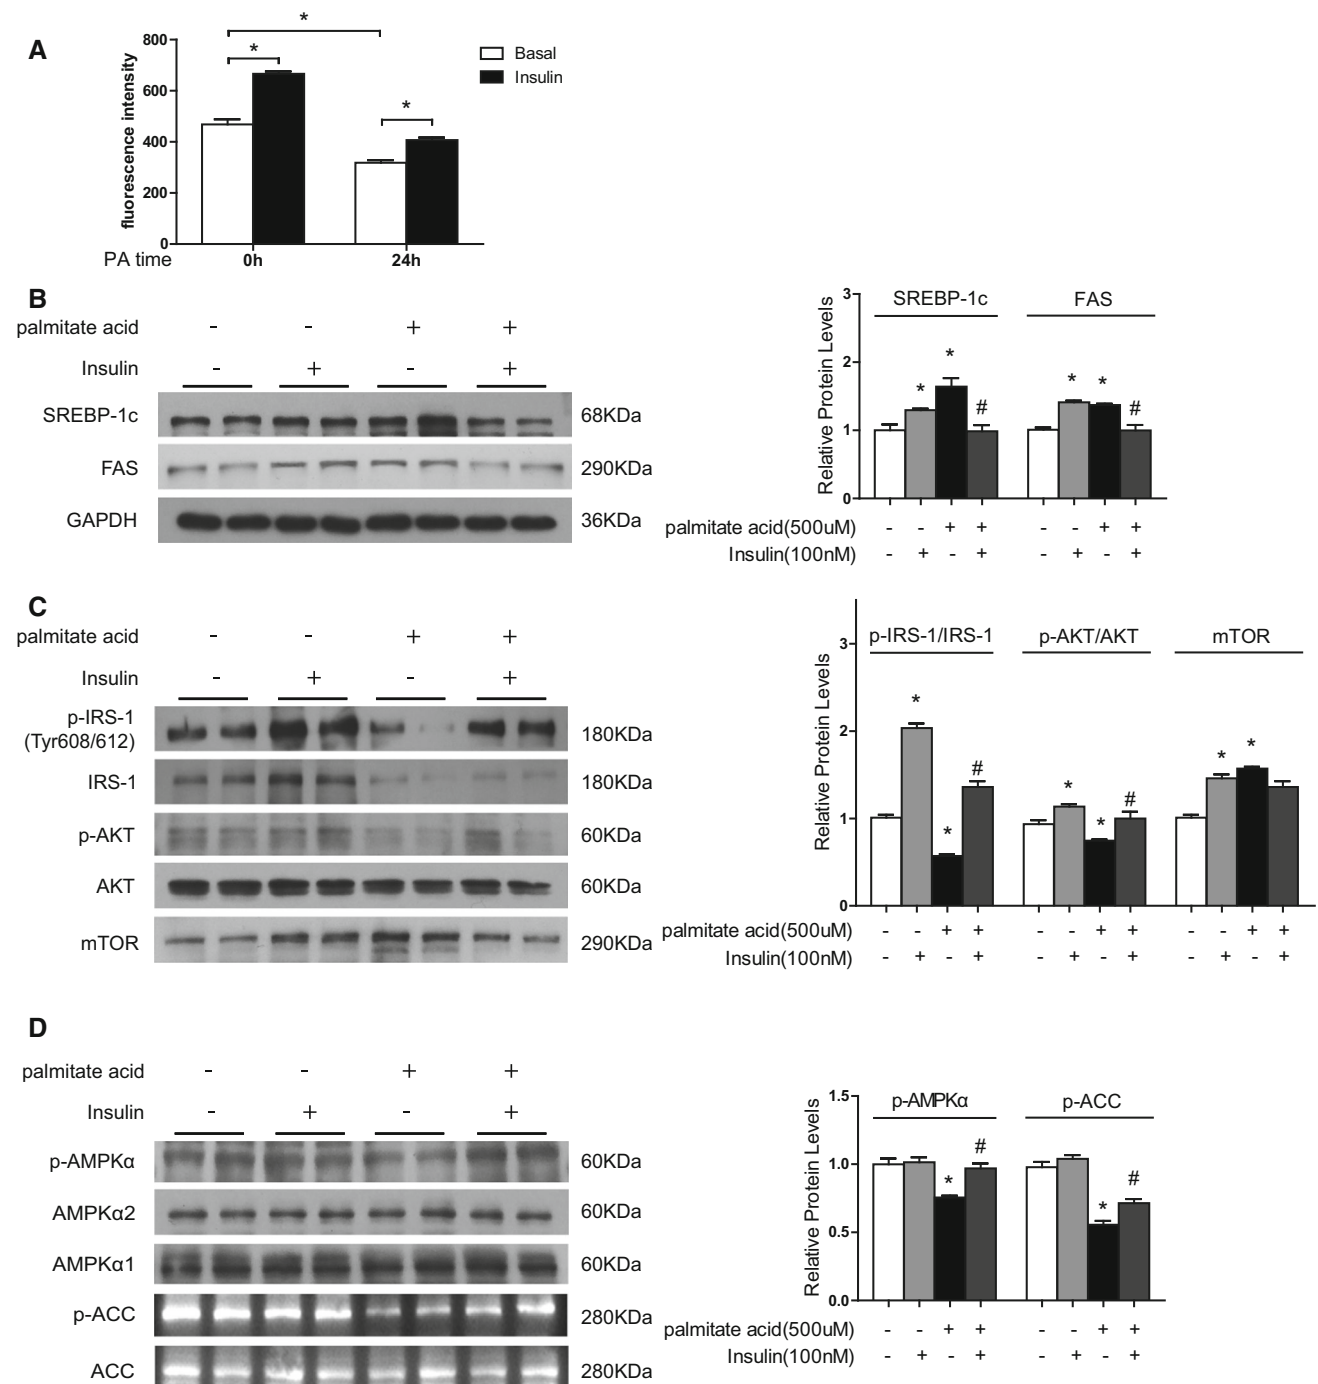 A
*
*
*
800
600
400
200
0
fluorescence intensity
Basal
Insulin
PA time 0h 24h
B
palmitate acid - - + +
Insulin - + - +
SREBP-1c 68KDa
FAS 290KDa
GAPDH 36KDa
3
2
1
0
Relative Protein Levels
SREBP-1c FAS
* * # * * #
palmitate acid(500uM) - - + + - - + +
Insulin(100nM) - + - + - + - +
C
palmitate acid - - + +
Insulin - + - +
p-IRS-1
(Tyr608/612) 180KDa
IRS-1 180KDa
p-AKT 60KDa
AKT 60KDa
mTOR 290KDa
3
2
1
0
Relative Protein Levels
p-IRS-1/IRS-1 p-AKT/AKT mTOR
* * # * * # * *
palmitate acid(500uM) - - + + - - + + - - + +
Insulin(100nM) - + - + - + - + - + - +
D
palmitate acid - - + +
Insulin - + - +
p-AMPKα 60KDa
AMPKα2 60KDa
AMPKα1 60KDa
p-ACC 280KDa
ACC 280KDa
1.5
1.0
0.5
0.0
Relative Protein Levels
p-AMPKα p-ACC
* # * #
palmitate acid(500uM) - - + + - - + +
Insulin(100nM) - + - + - + - +